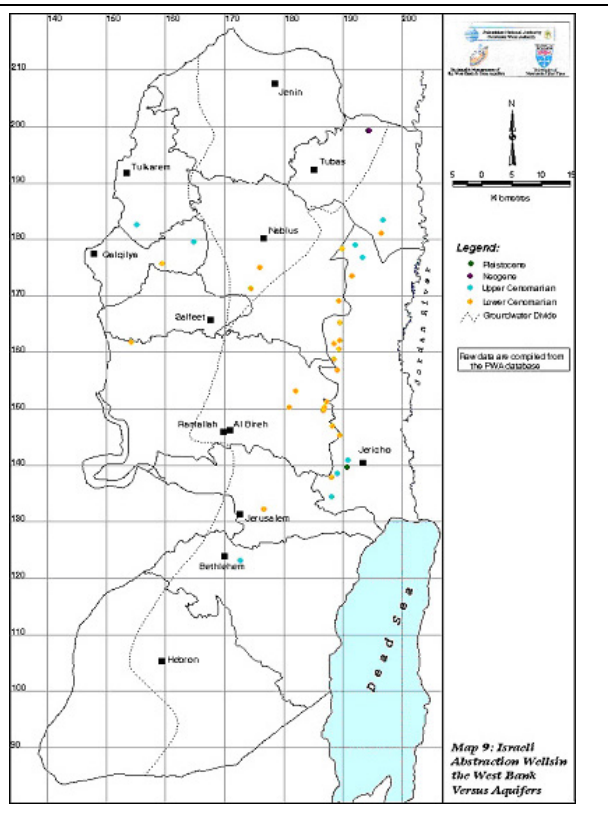 140 150 160 170 180 190 200
210
200
190
180
170
160
150
140
130
120
110
100
90
Jenin
Tubas
Tulkarem
Nablus
Qalqilya
Salfeet
Ramallah
Al Bireh
Jericho
Jerusalem
Bethlehem
Hebron
Jordan River
Dead Sea
N
5 0 5 10 15
Kilometres
Legend:
Pleistocene
Neogene
Upper Cenomanian
Lower Cenomanian
Groundwater Divide
Raw data are compiled from
the PWA database
Map 9: Israeli
Abstraction Wellsin
the West Bank
Versus Aquifers